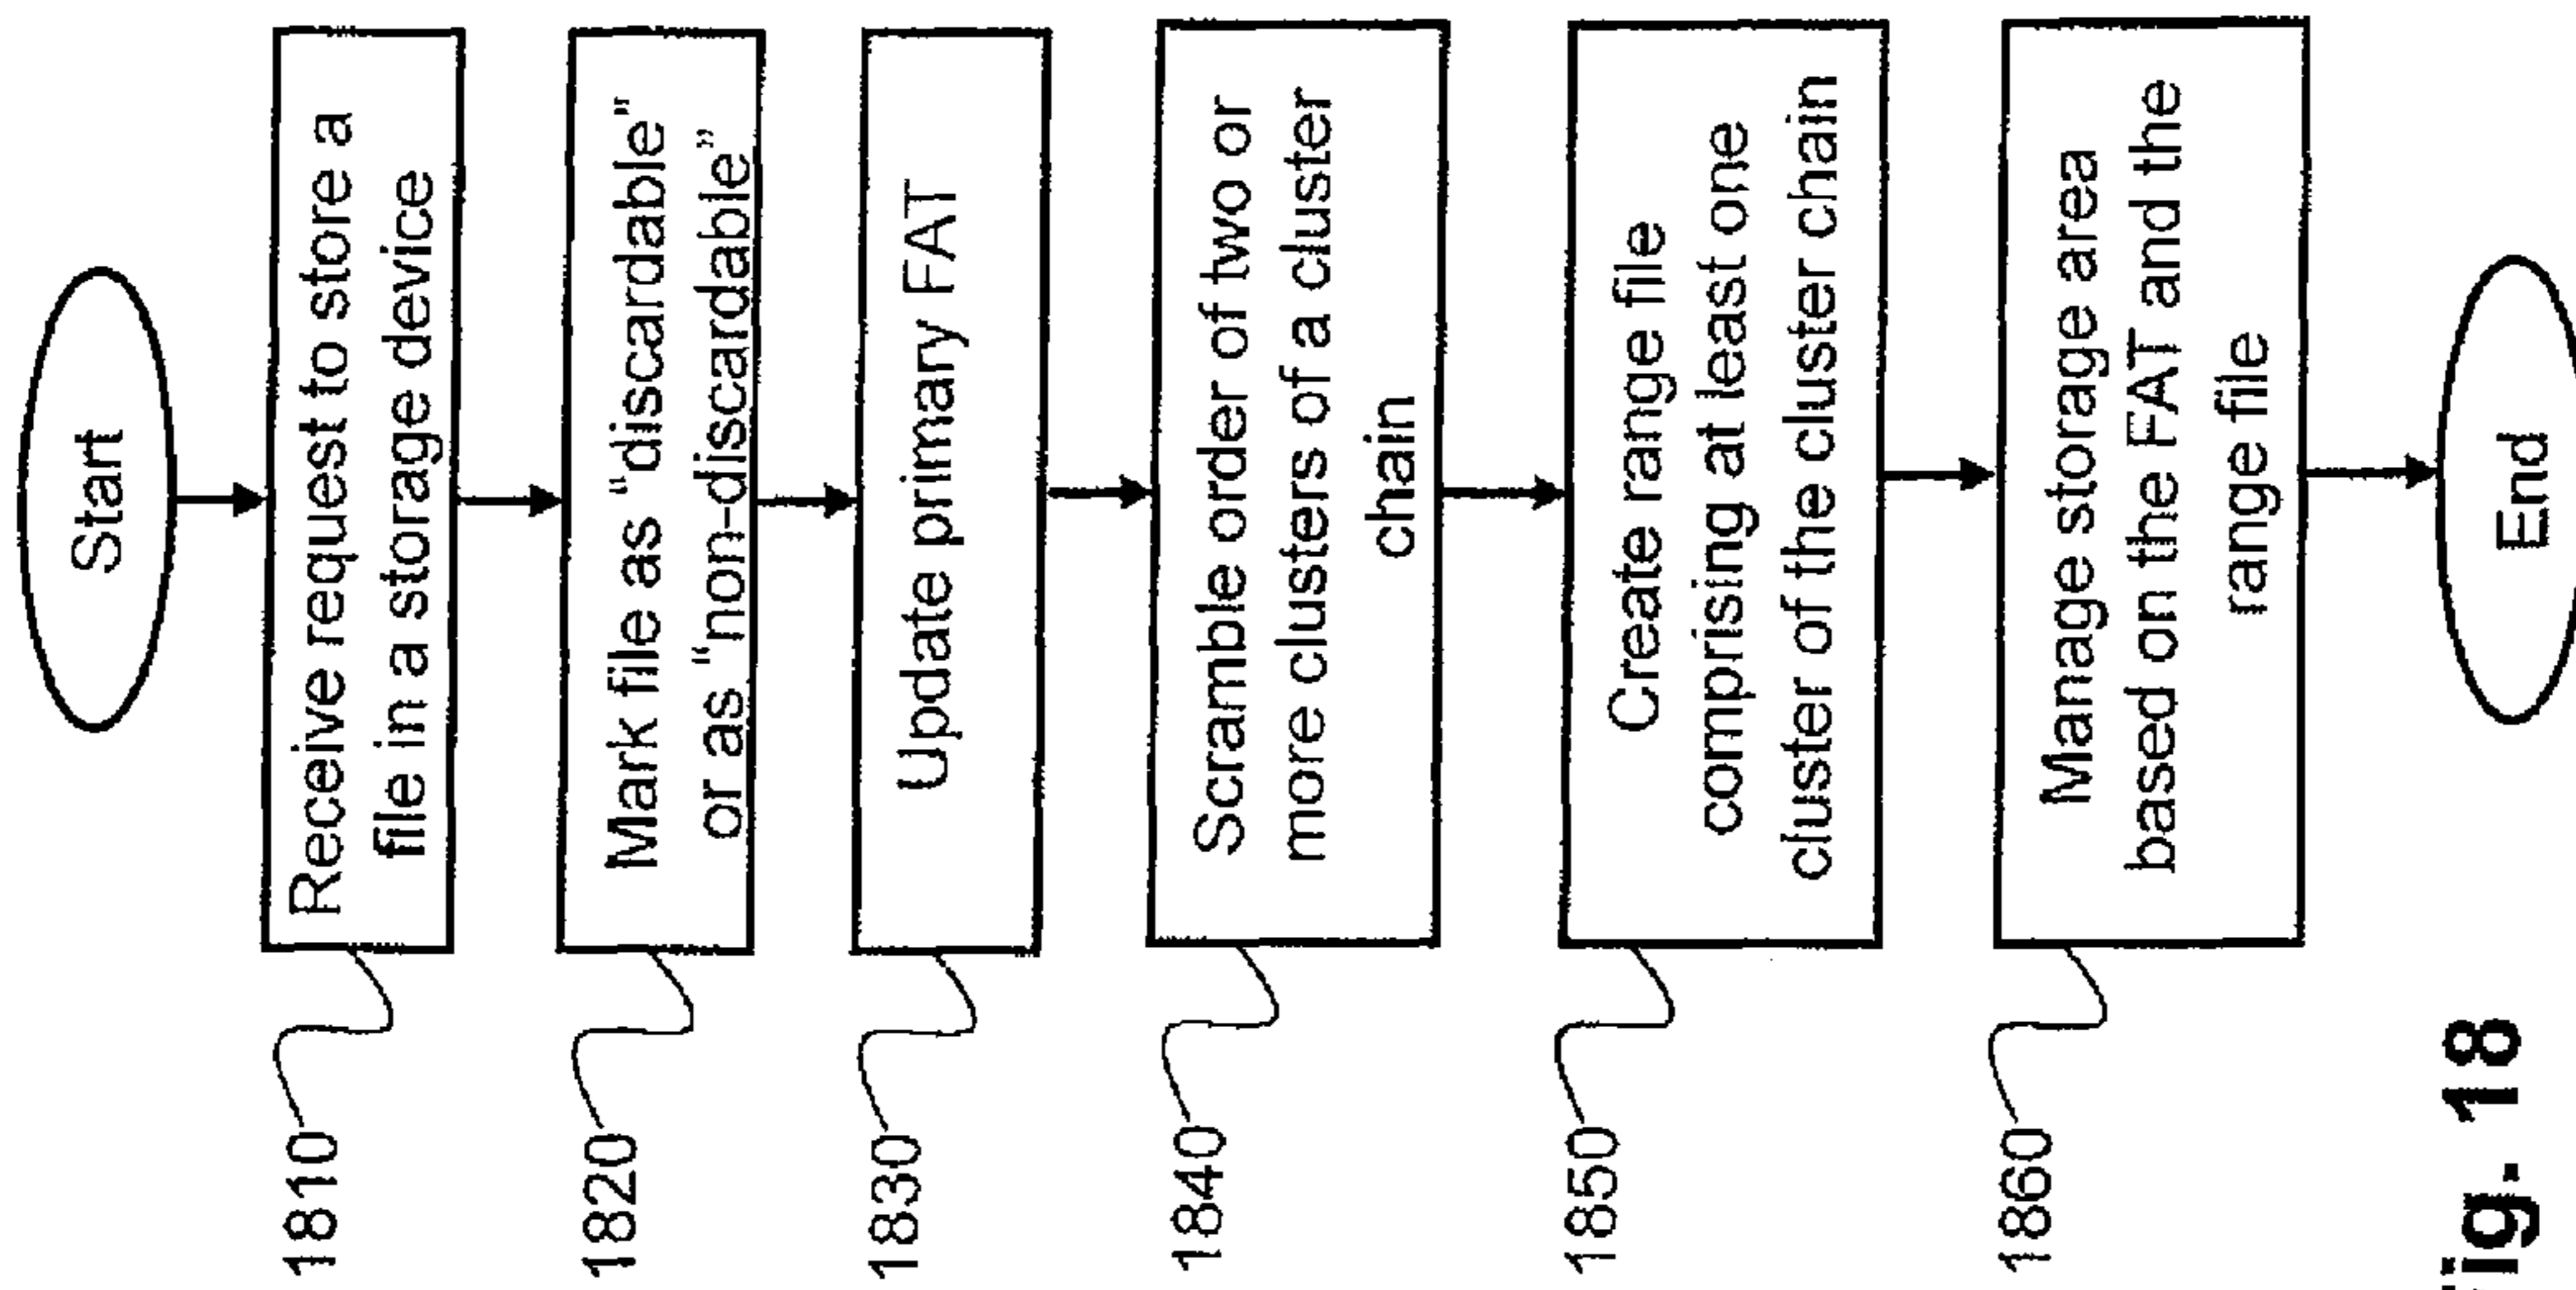 Start
1810
Receive request to store a
file in a storage device
1820
Mark file as "discardable"
or as "non-discardable"
1830
Update primary FAT
1840
Scramble order of two or
more clusters of a cluster
chain
1850
Create range file
comprising at least one
cluster of the cluster chain
1860
Manage storage area
based on the FAT and the
range file
End
Fig. 18